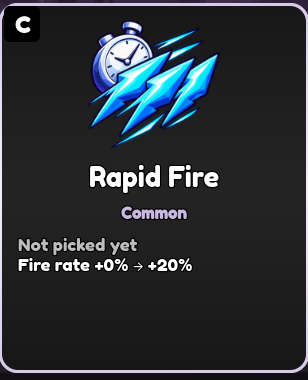 C
Rapid Fire
Common
Not picked yet
Fire rate +0% → +20%